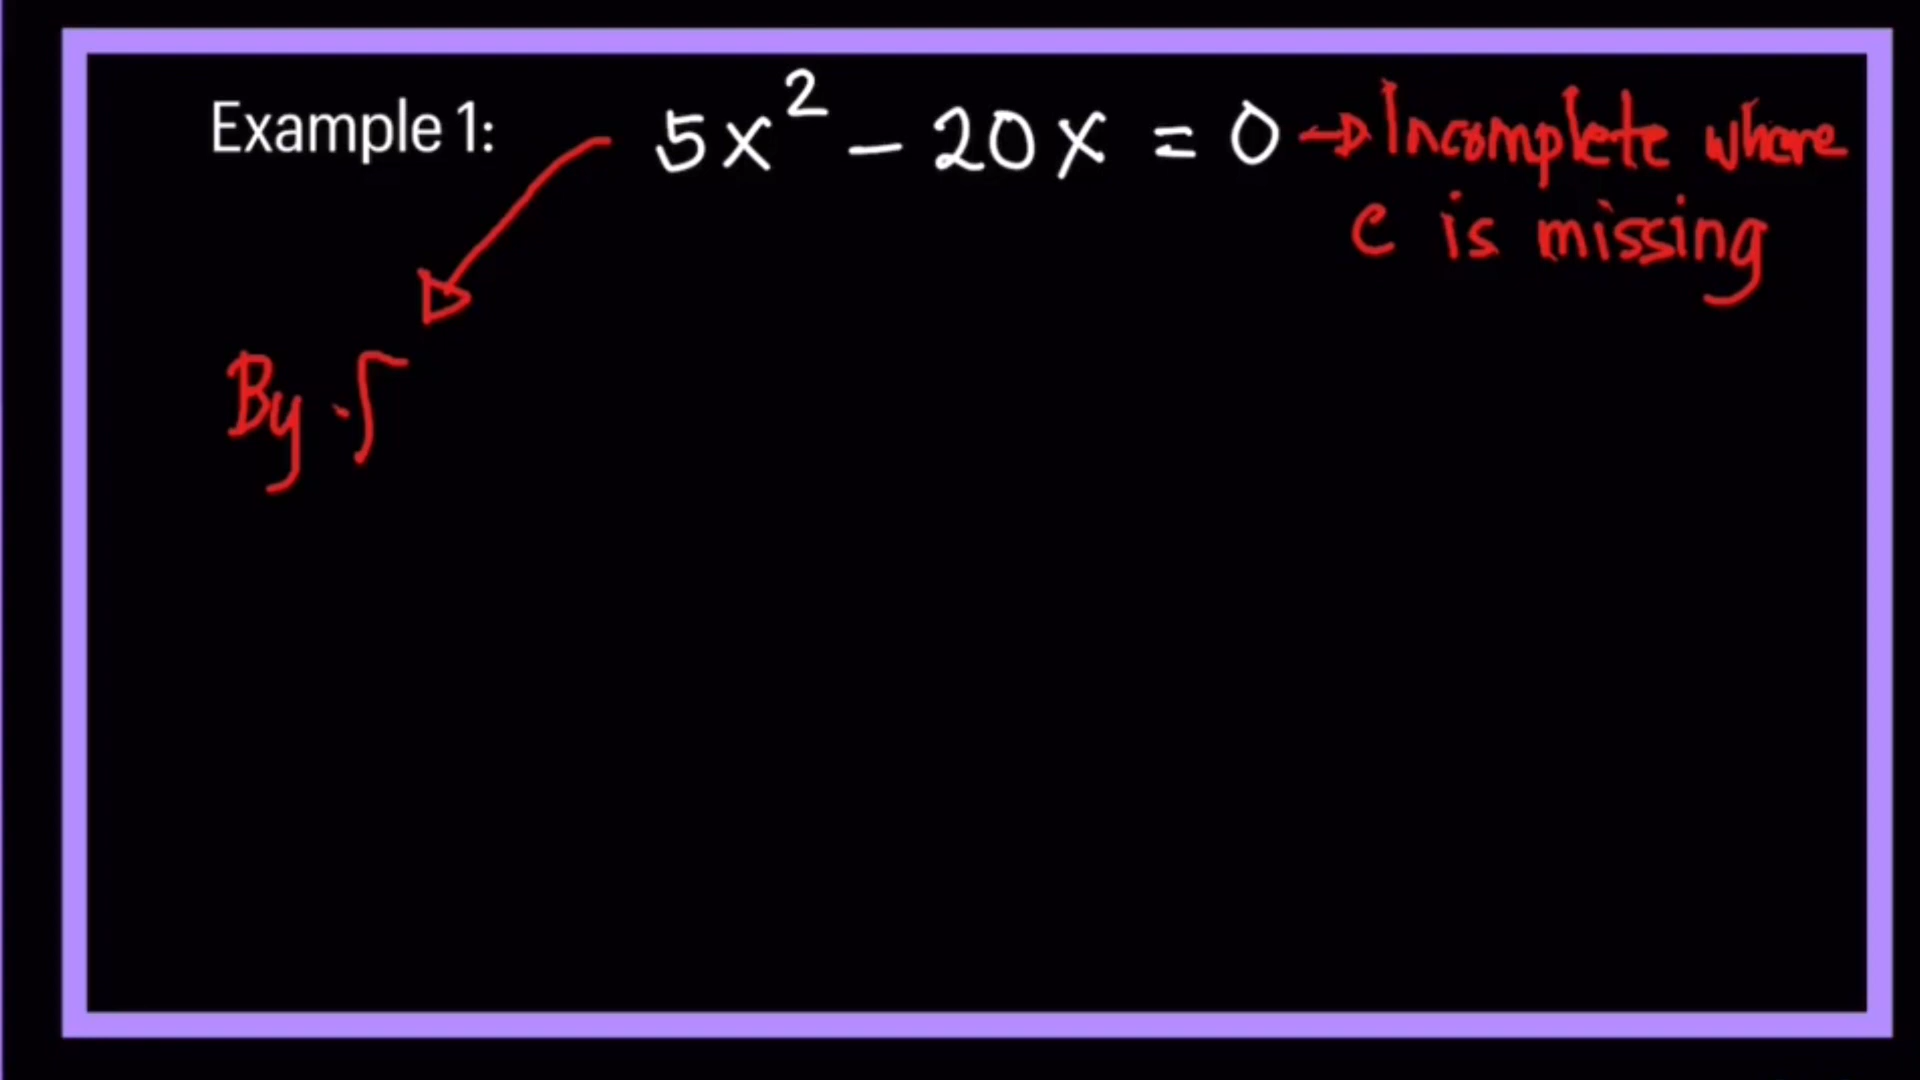 Example 1: 5x² - 20x = 0 → Incomplete where
c is missing
By f